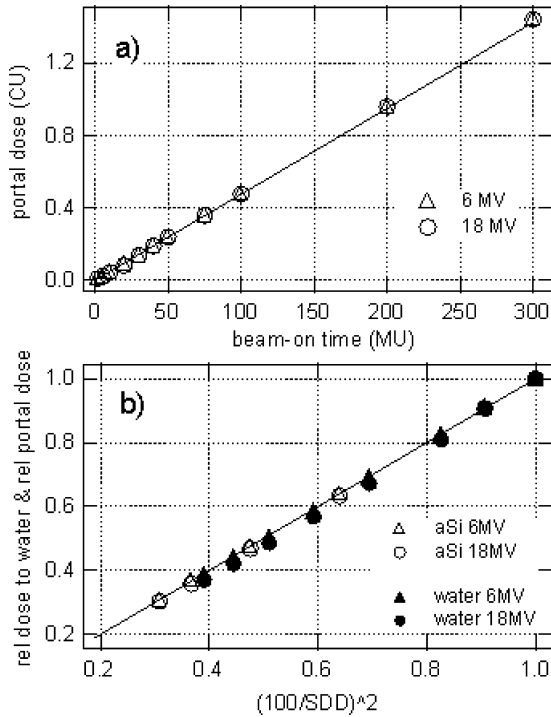 a)
portal dose (CU)
1.2
0.8
0.4
0.0
6 MV
18 MV
0 50 100 150 200 250 300
beam-on time (MU)
b)
rel dose to water & rel portal dose
1.0
0.8
0.6
0.4
0.2
aSi 6MV
aSi 18MV
water 6MV
water 18MV
0.2 0.4 0.6 0.8 1.0
(100/SDD)^2